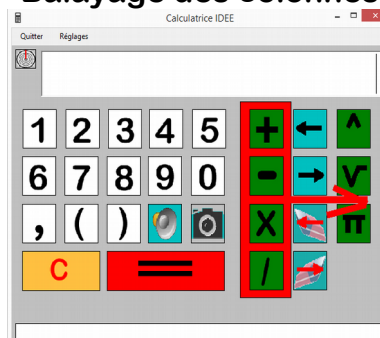 Balayage des colonnes
Calculatrice IDEE
Quitter Réglages
1 2 3 4 5 + ← ^
6 7 8 9 0 - → √
, ( ) X ← π
C = / →